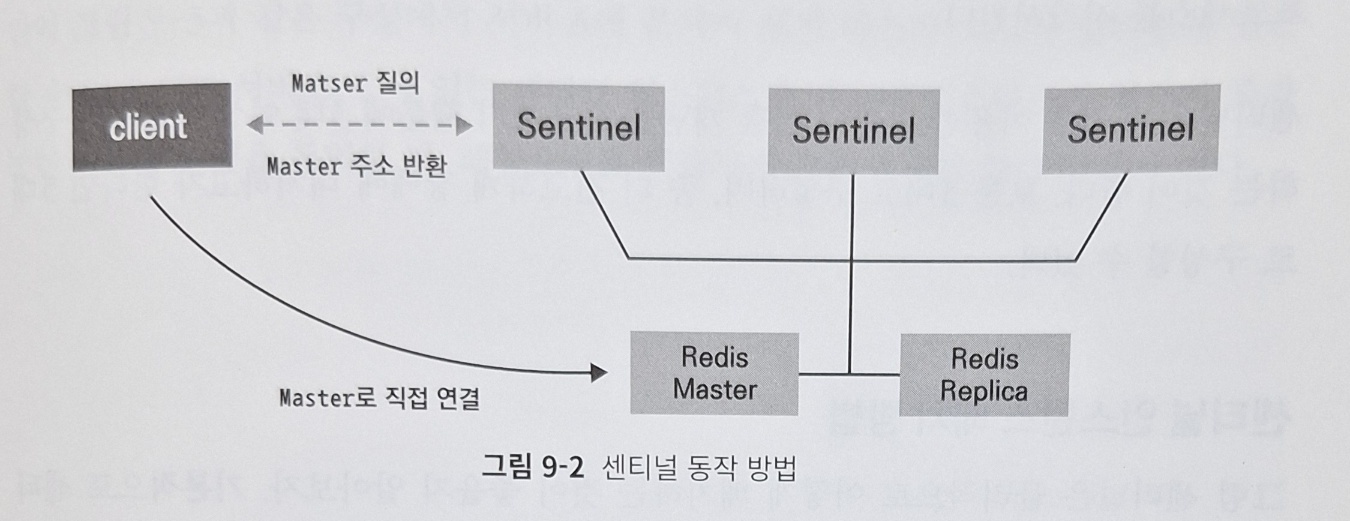 Matser 질의
client
Sentinel
Sentinel
Sentinel
Master 주소 반환
Redis
Master
Redis
Replica
Master로 직접 연결
그림 9-2 센티널 동작 방법